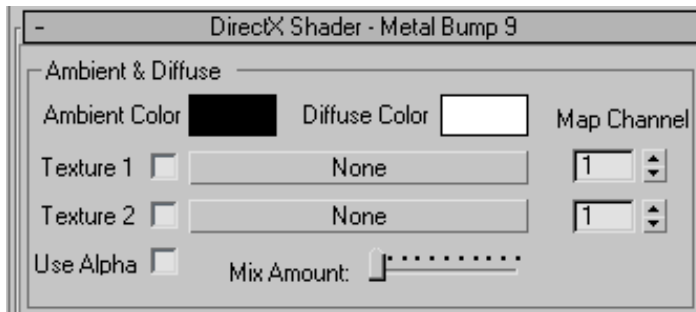 - DirectX Shader - Metal Bump 9
Ambient & Diffuse
Ambient Color Diffuse Color Map Channel
Texture 1 None 1
Texture 2 None 1
Use Alpha Mix Amount: